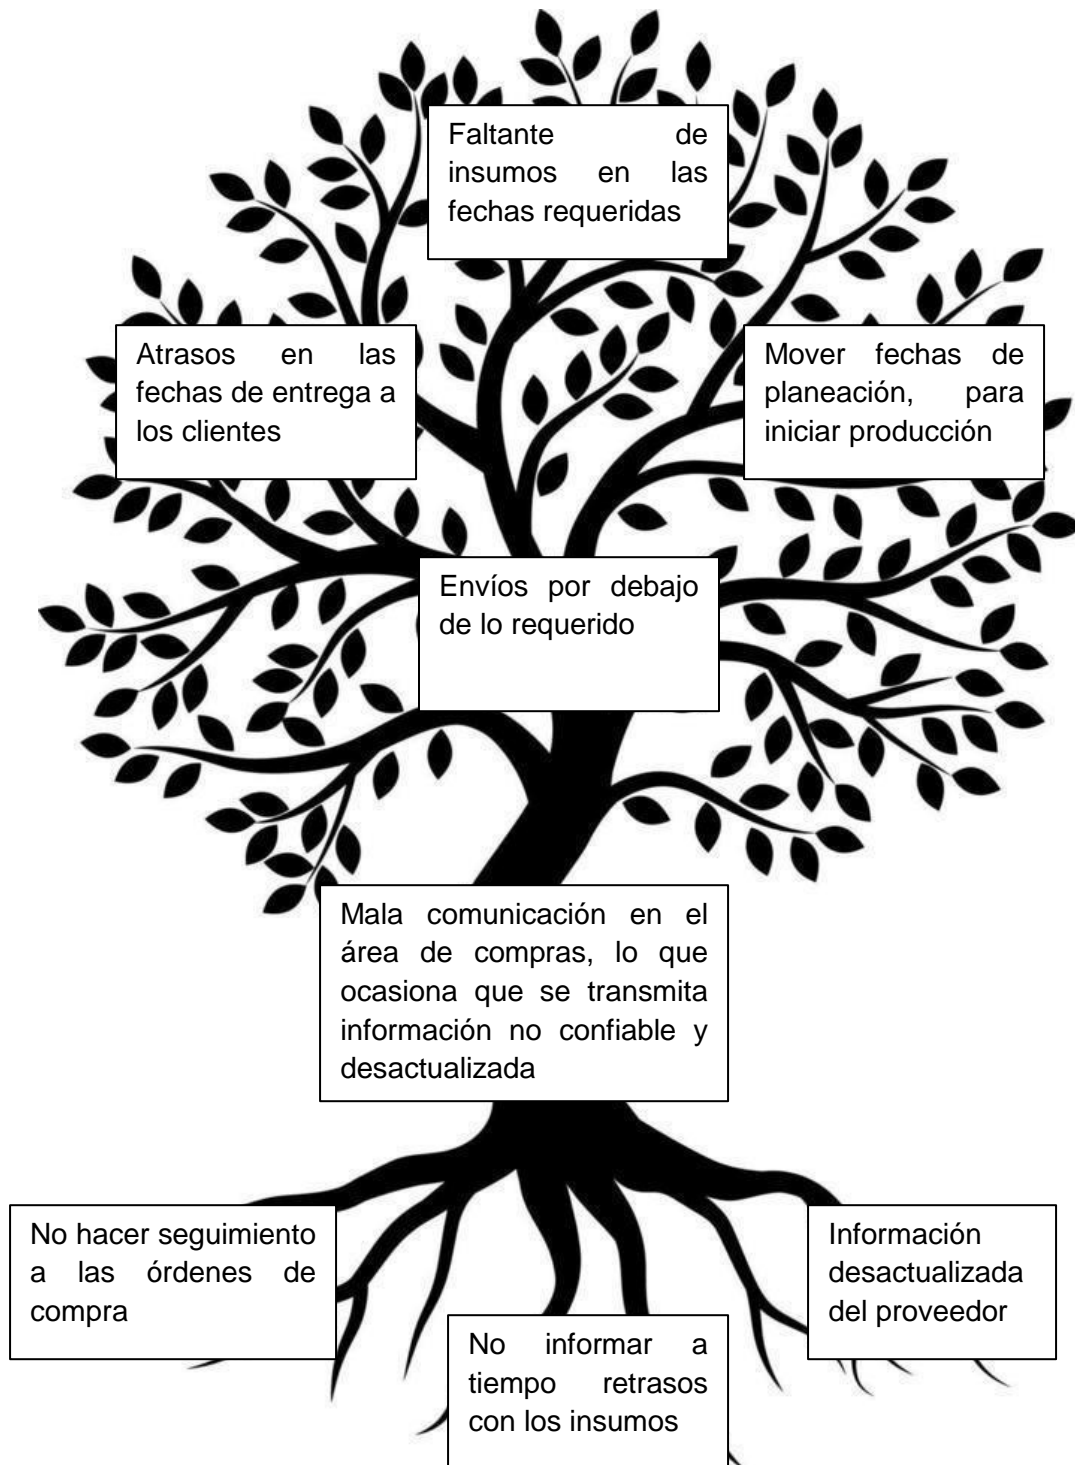 Faltante de
insumos en las
fechas requeridas
Atrasos en las
fechas de entrega a
los clientes
Mover fechas de
planeación, para
iniciar producción
Envíos por debajo
de lo requerido
Mala comunicación en el
área de compras, lo que
ocasiona que se transmita
información no confiable y
desactualizada
No hacer seguimiento
a las órdenes de
compra
Información
desactualizada
del proveedor
No informar a
tiempo retrasos
con los insumos